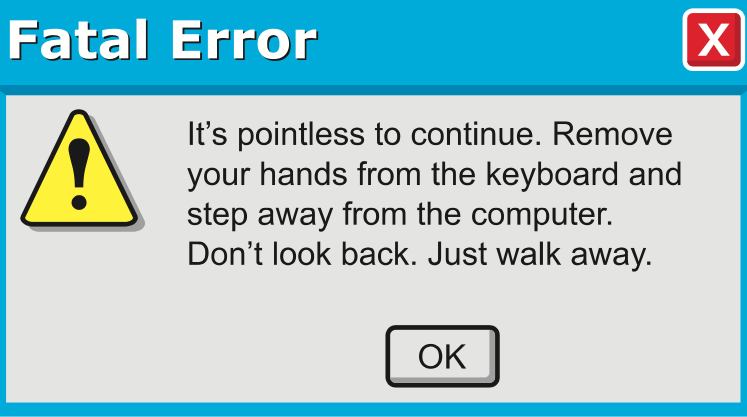 Fatal Error
X
It’s pointless to continue. Remove
your hands from the keyboard and
step away from the computer.
Don’t look back. Just walk away.
OK